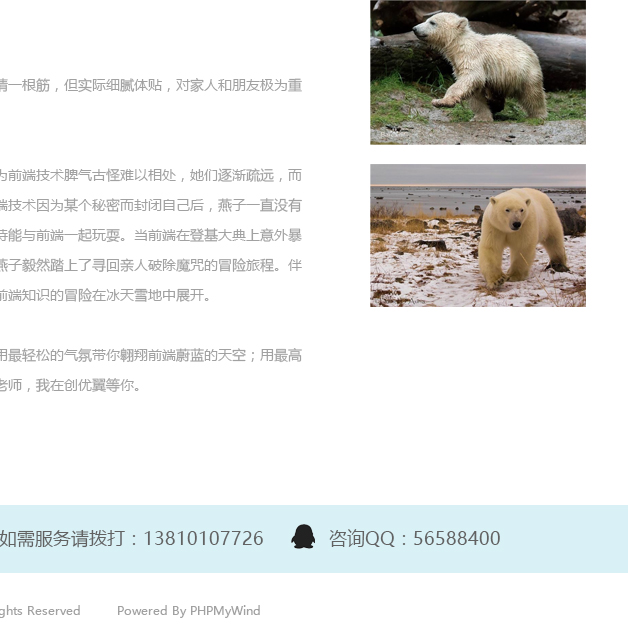 情一根筋，但实际细腻体贴，对家人和朋友极为重
为前端技术脾气古怪难以相处，她们逐渐疏远，而
端技术因为某个秘密而封闭自己后，燕子一直没有
待能与前端一起玩耍。当前端在登基大典上意外暴
燕子毅然踏上了寻回亲人破除魔咒的冒险旅程。伴
前端知识的冒险在冰天雪地中展开。
用最轻松的气氛带你翱翔前端蔚蓝的天空；用最高
老师，我在创优翼等你。
如需服务请拨打：13810107726 咨询QQ：56588400
ghts Reserved Powered By PHPMyWind